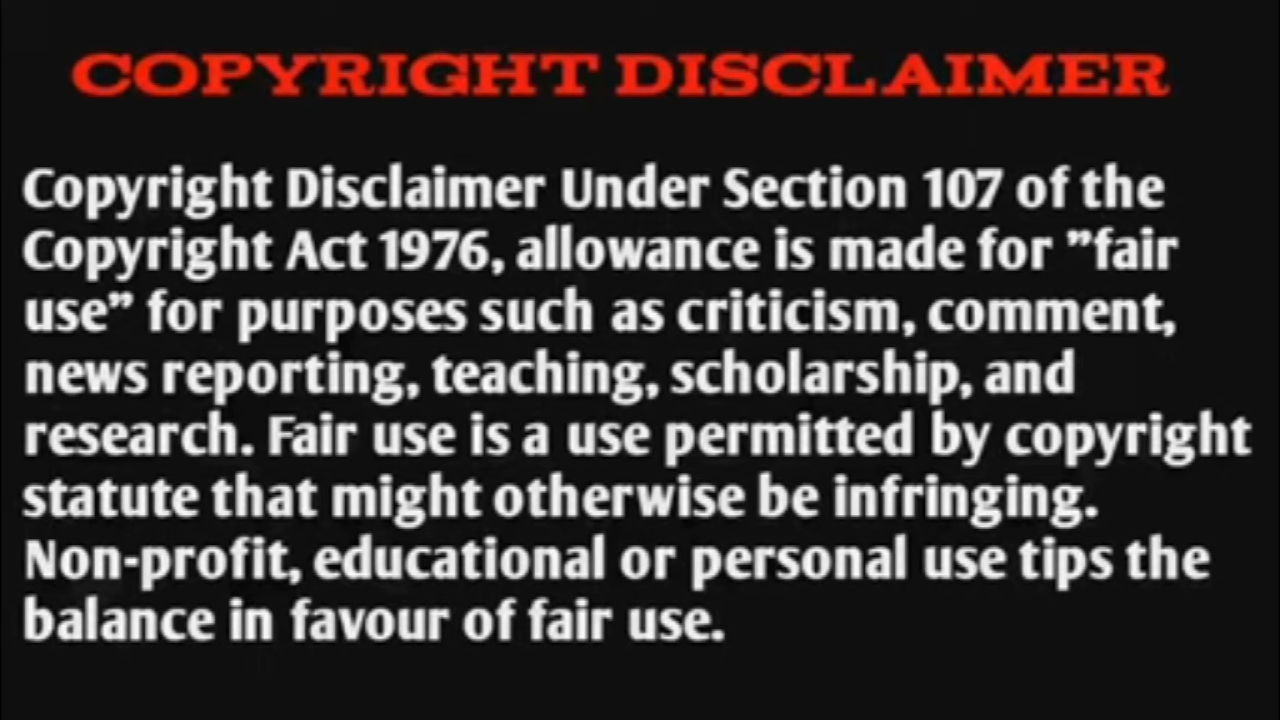 COPYRIGHT DISCLAIMER
Copyright Disclaimer Under Section 107 of the
Copyright Act 1976, allowance is made for ”fair
use” for purposes such as criticism, comment,
news reporting, teaching, scholarship, and
research. Fair use is a use permitted by copyright
statute that might otherwise be infringing.
Non-profit, educational or personal use tips the
balance in favour of fair use.